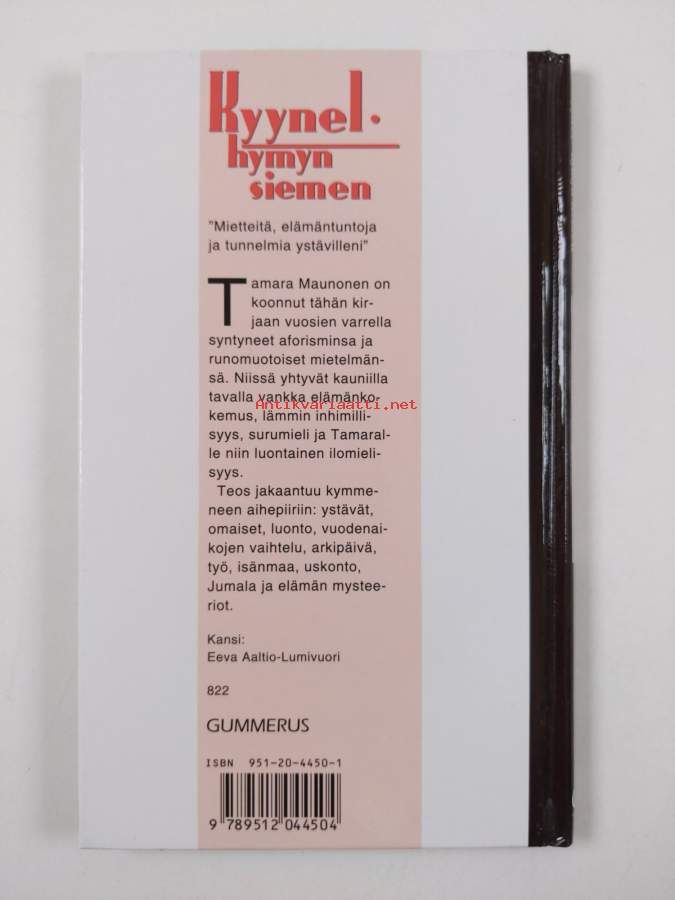 Kyynel ·
hymyn
siemen
"Mietteitä, elämäntuntoja
ja tunnelmia ystävilleni"
Tamara Maunonen on
koonnut tähän kir-
jaan vuosien varrella
syntyneet aforisminsa ja
runomuotoiset mietelmän-
sä. Niissä yhtyvät kauniilla
tavalla vankka elämänko-
Antikvariaatti.net
kemus, lämmin inhimilli-
syys, surumieli ja Tamaral-
le niin luontainen ilomieli-
syys.
Teos jakaantuu kymme-
neen aihepiiriin: ystävät,
omaiset, luonto, vuodenai-
kojen vaihtelu, arkipäivä,
työ, isänmaa, uskonto,
Jumala ja elämän mystee-
riot.
Kansi:
Eeva Aaltio-Lumivuori
822
GUMMERUS
ISBN 951-20-4450-1
9 789512 044504